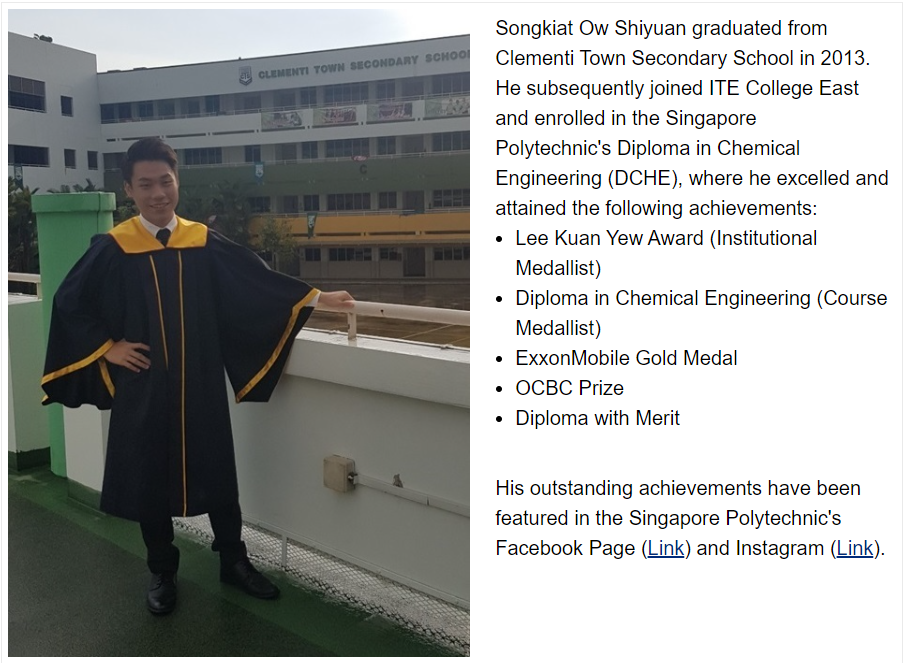 CLEMENTI TOWN SECONDARY SCHOOL
Songkiat Ow Shiyuan graduated from
Clementi Town Secondary School in 2013.
He subsequently joined ITE College East
and enrolled in the Singapore
Polytechnic's Diploma in Chemical
Engineering (DCHE), where he excelled and
attained the following achievements:
• Lee Kuan Yew Award (Institutional
Medallist)
• Diploma in Chemical Engineering (Course
Medallist)
• ExxonMobile Gold Medal
• OCBC Prize
• Diploma with Merit
His outstanding achievements have been
featured in the Singapore Polytechnic's
Facebook Page (Link) and Instagram (Link).